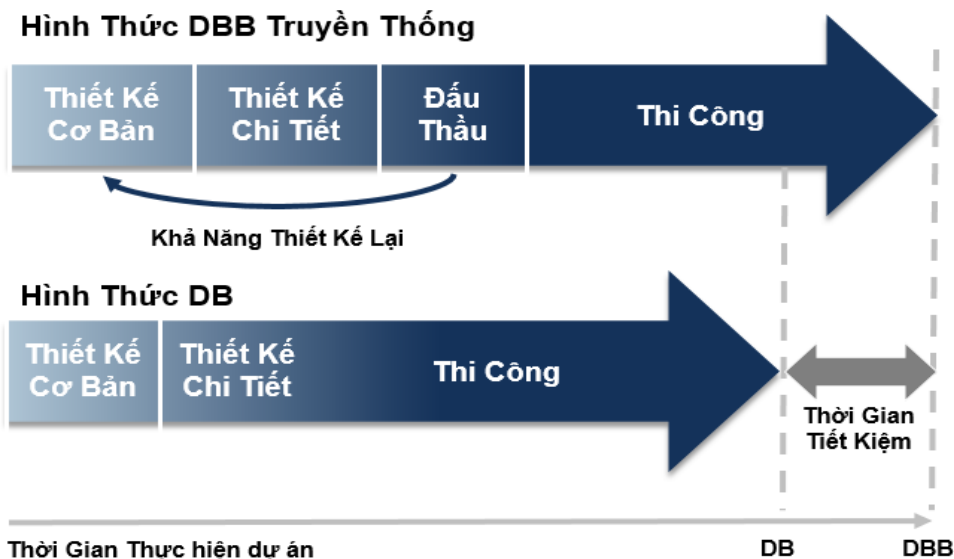 Hình Thức DBB Truyền Thống
Thiết Kế
Cơ Bản
Thiết Kế
Chi Tiết
Đấu
Thầu
Thi Công
Khả Năng Thiết Kế Lại
Hình Thức DB
Thiết Kế
Cơ Bản
Thiết Kế
Chi Tiết
Thi Công
Thời Gian
Tiết Kiệm
Thời Gian Thực hiện dự án
DB
DBB